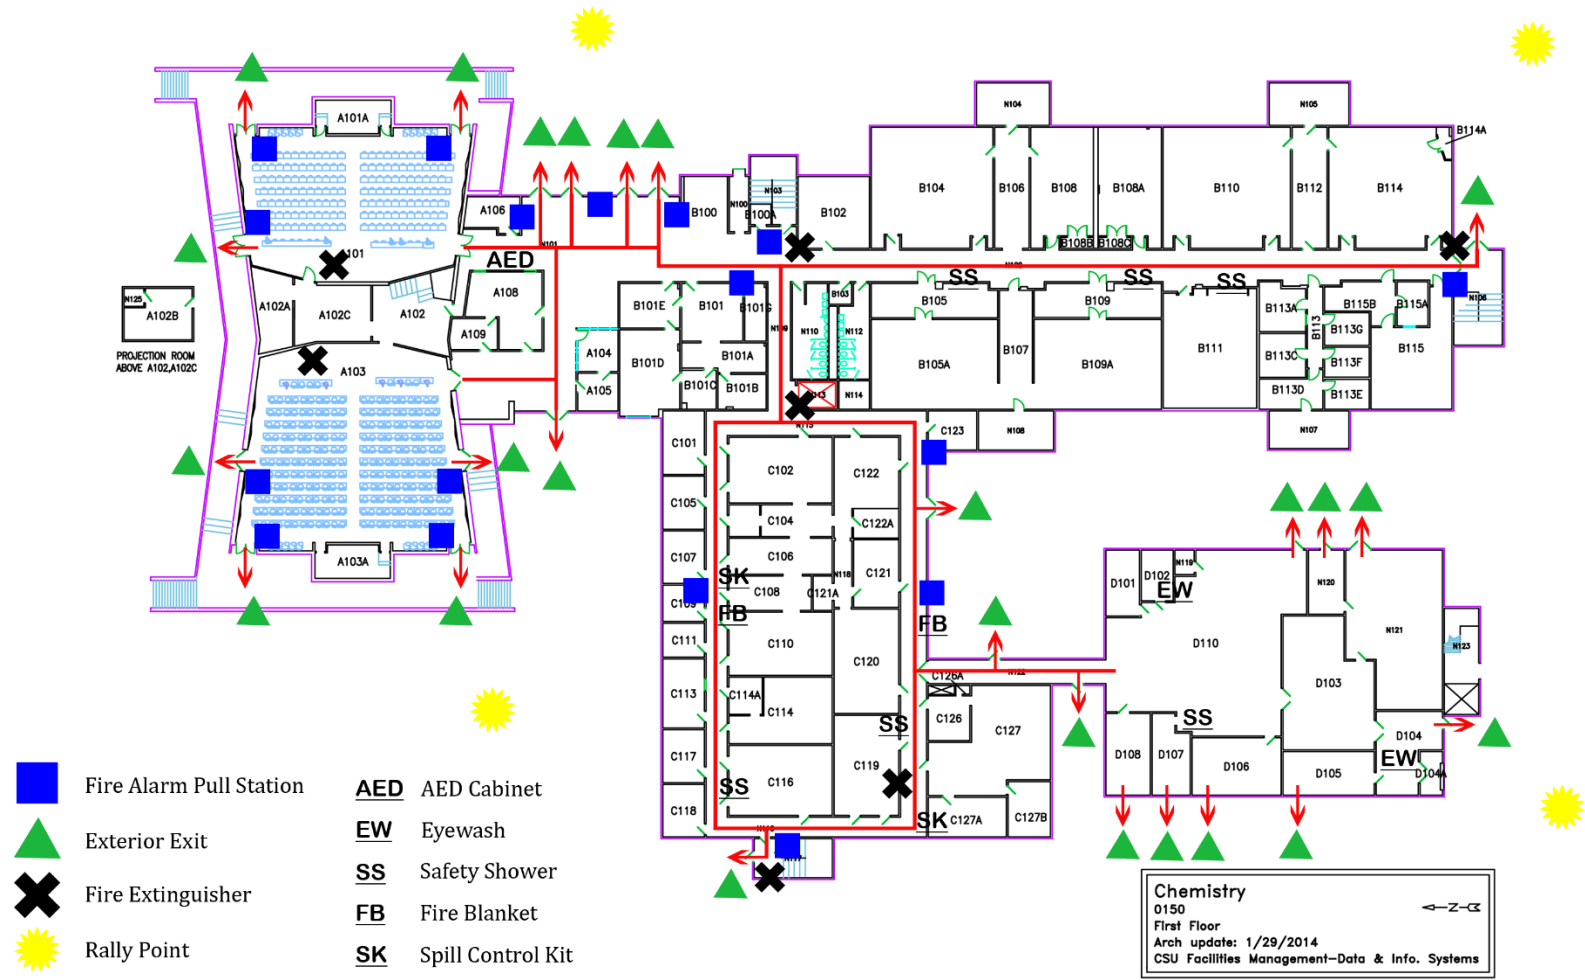 N104
N105
A101A
B114A
B104
B106
B108
B108A
B110
B112
B114
A106
B100
N100
N103
B100A
B102
N101
B108B
B108C
101
AED
SS
SS
SS
N125
A102B
A102A
A102C
A102
A108
A109
B101E
B101
B101G
N110
B103
N112
B105
B109
B113A
B113
B115B
B115A
N106
PROJECTION ROOM
ABOVE A102,A102C
A103
A104
A105
B101D
B101A
B101C
B101B
N113
N114
B105A
B107
B109A
B111
B113G
B113C
B113F
B113D
B113E
B115
N115
N108
N107
C101
C102
C122
C123
C105
C104
C122A
C107
C106
N118
C121
SK
C109
C108
C121A
FB
FB
C111
C110
C120
A103A
D101
D102
N119
EW
N120
D110
N121
N123
D103
N122
C126A
C113
C114A
C114
C126
C127
SS
C117
C116
C119
SS
C118
SK
C127A
C127B
D108
D107
SS
D106
D105
D104
EW
D104A
Fire Alarm Pull Station
Exterior Exit
Fire Extinguisher
Rally Point
AED AED Cabinet
EW Eyewash
SS Safety Shower
FB Fire Blanket
SK Spill Control Kit
Chemistry
0150
First Floor
Arch update: 1/29/2014
CSU Facilities Management-Data & Info. Systems
N